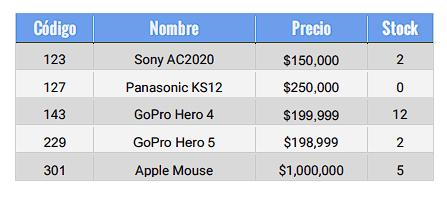 Código Nombre Precio Stock
123 Sony AC2020 $150,000 2
127 Panasonic KS12 $250,000 0
143 GoPro Hero 4 $199,999 12
229 GoPro Hero 5 $198,999 2
301 Apple Mouse $1,000,000 5